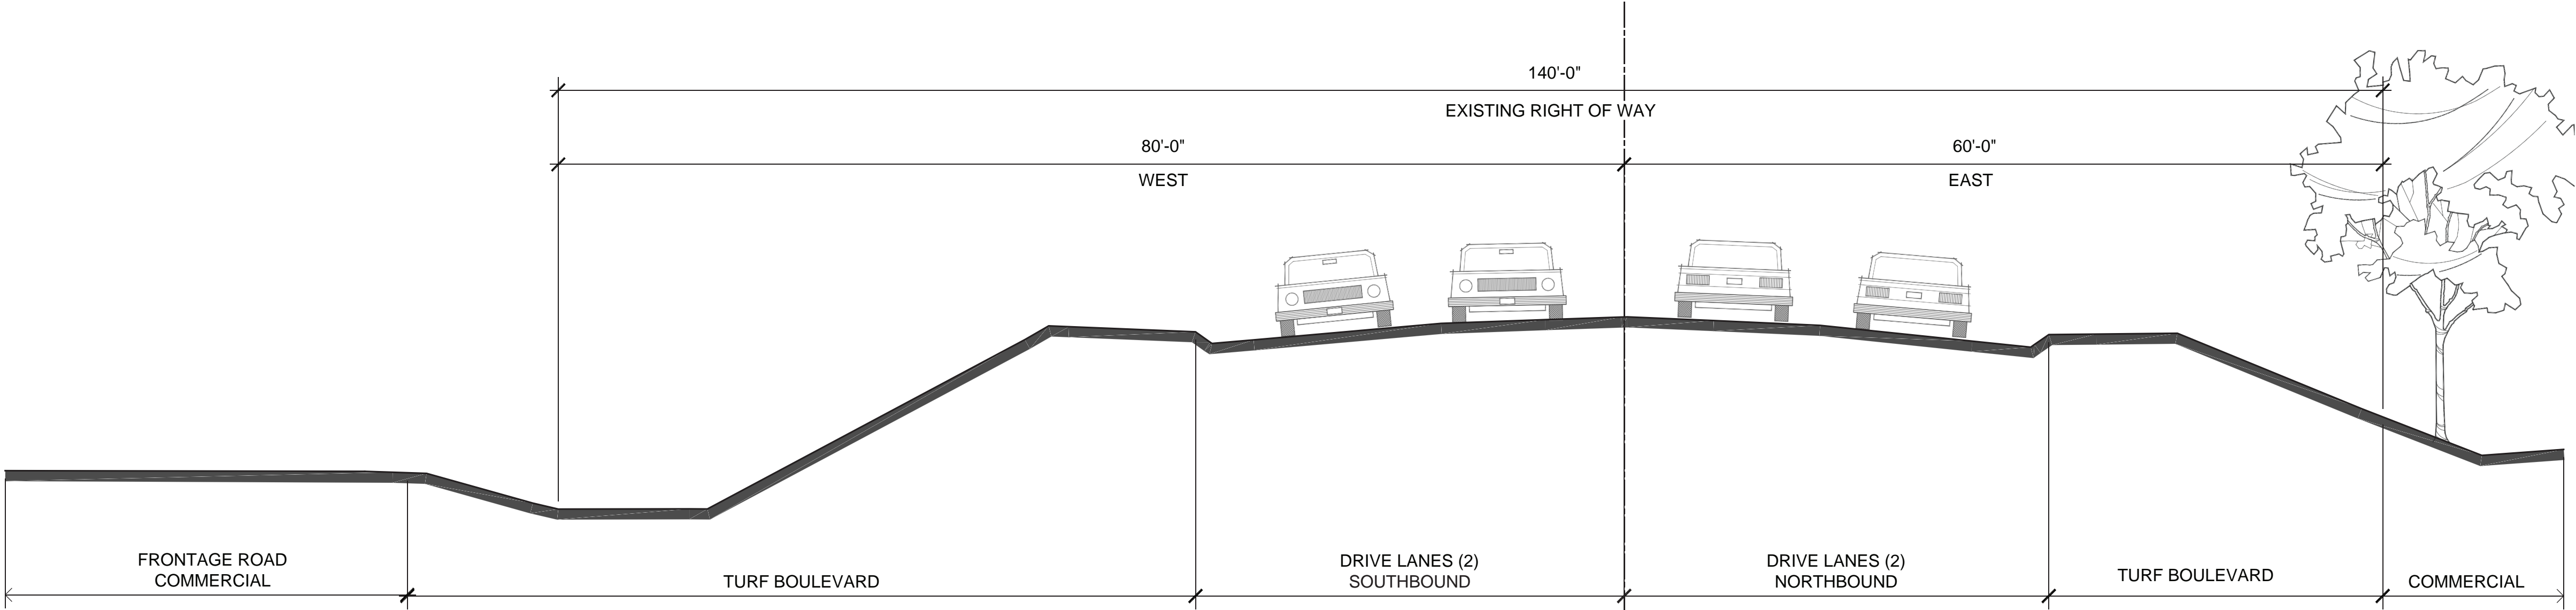 140'-0"
EXISTING RIGHT OF WAY
80'-0"
WEST
60'-0"
EAST
FRONTAGE ROAD
COMMERCIAL
TURF BOULEVARD
DRIVE LANES (2)
SOUTHBOUND
DRIVE LANES (2)
NORTHBOUND
TURF BOULEVARD
COMMERCIAL